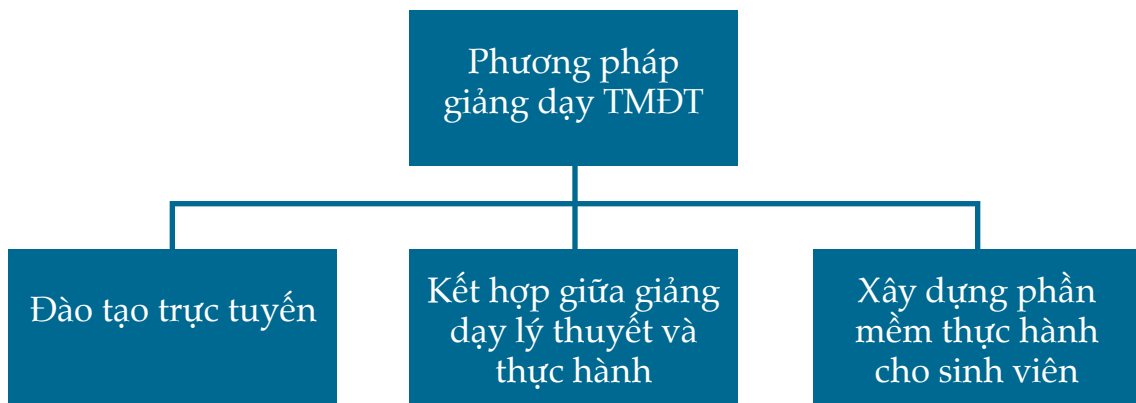 Phương pháp
giảng dạy TMĐT
Đào tạo trực tuyến
Kết hợp giữa giảng
dạy lý thuyết và
thực hành
Xây dựng phần
mềm thực hành
cho sinh viên